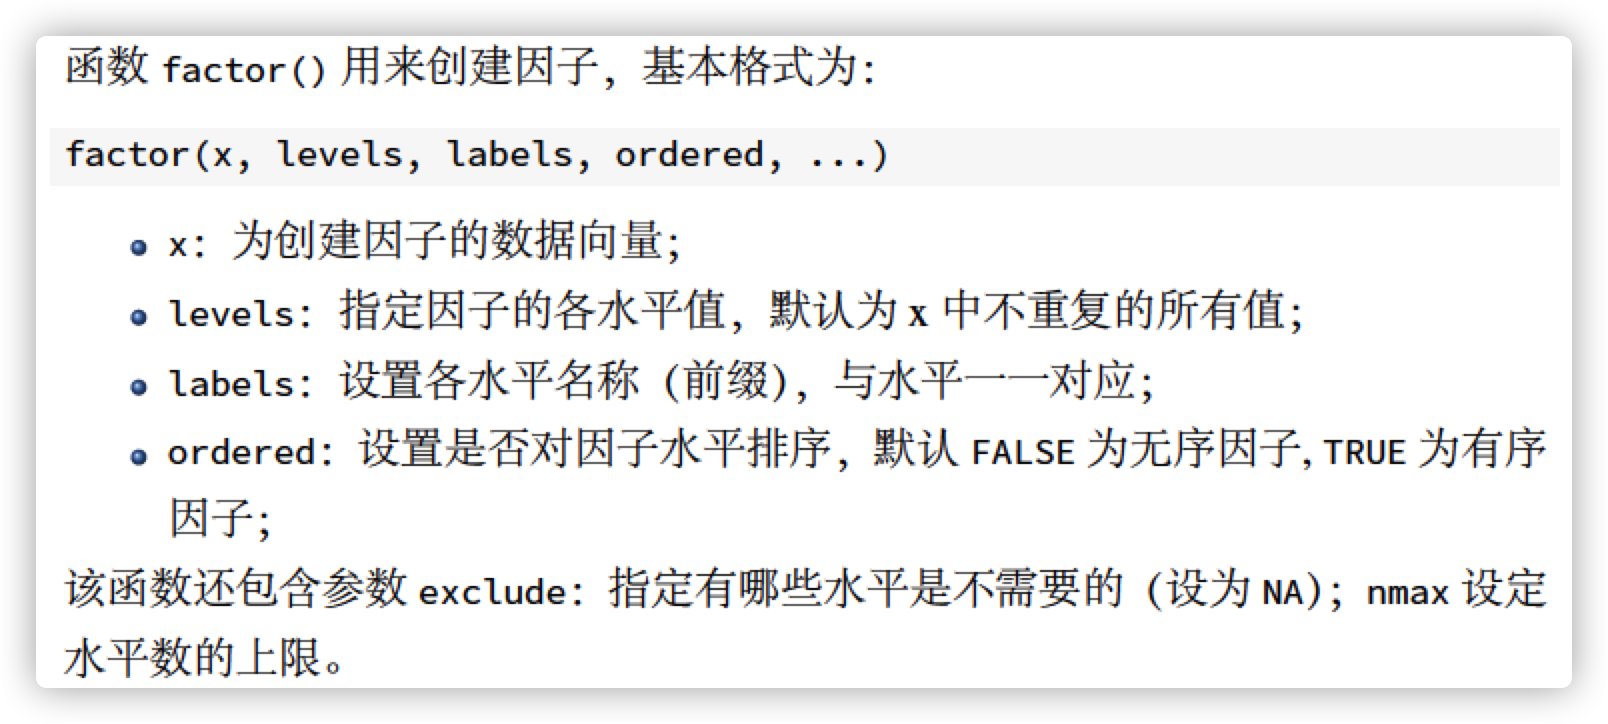 函数 factor() 用来创建因子，基本格式为：
factor(x, levels, labels, ordered, ...)
x：为创建因子的数据向量；
levels：指定因子的各水平值，默认为 x 中不重复的所有值；
labels：设置各水平名称（前缀），与水平一一对应；
ordered：设置是否对因子水平排序，默认 FALSE 为无序因子, TRUE 为有序
因子；
该函数还包含参数 exclude：指定有哪些水平是不需要的（设为 NA）；nmax 设定
水平数的上限。